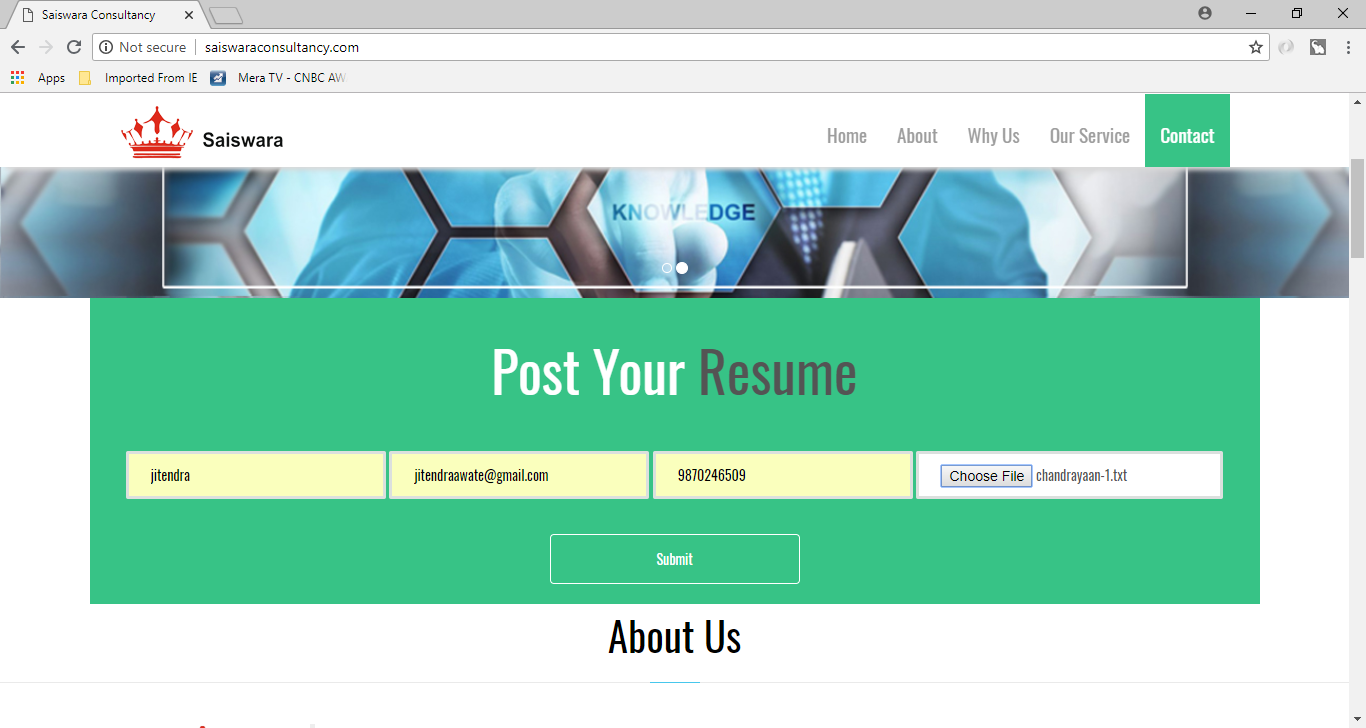 Saiswara Consultancy
Not secure saiswaraconsultancy.com
Apps Imported From IE Mera TV - CNBC AW
Saiswara Home About Why Us Our Service Contact
KNOWLEDGE
Post Your Resume
jitendra jitendraawate@gmail.com 9870246509 Choose File chandrayaan-1.txt
Submit
About Us